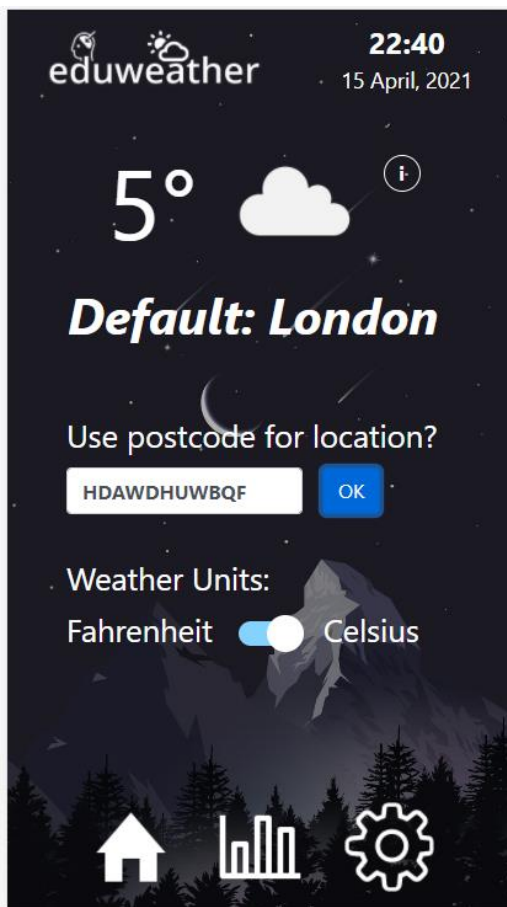 eduweather
22:40
15 April, 2021
5°
i
Default: London
Use postcode for location?
HDAWDHUWBQF
OK
Weather Units:
Fahrenheit
Celsius